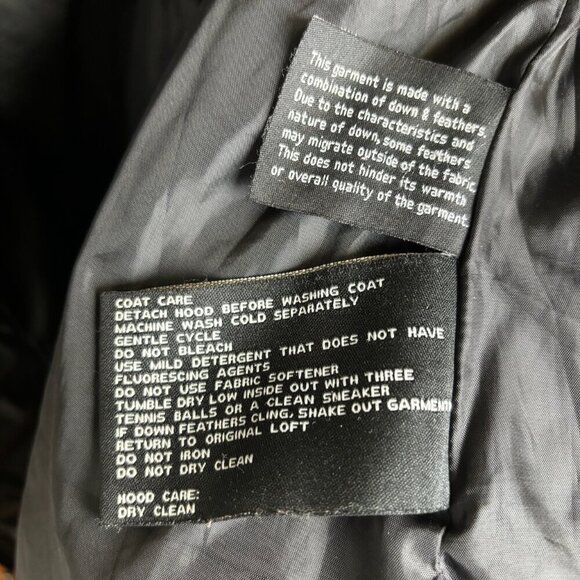 This garment is made with a
combination of down & feathers.
Due to the characteristics and
nature of down, some feathers
may migrate outside of the fabric.
This does not hinder its warmth
or overall quality of the garment.
COAT CARE
DETACH HOOD BEFORE WASHING COAT
MACHINE WASH COLD SEPARATELY
GENTLE CYCLE
DO NOT BLEACH
USE MILD DETERGENT THAT DOES NOT HAVE
FLUORESCING AGENTS
DO NOT USE FABRIC SOFTENER
TUMBLE DRY LOW INSIDE OUT WITH THREE
TENNIS BALLS OR A CLEAN SNEAKER
IF DOWN FEATHERS CLING, SHAKE OUT GARMENT
RETURN TO ORIGINAL LOFT
DO NOT IRON
DO NOT DRY CLEAN
HOOD CARE:
DRY CLEAN